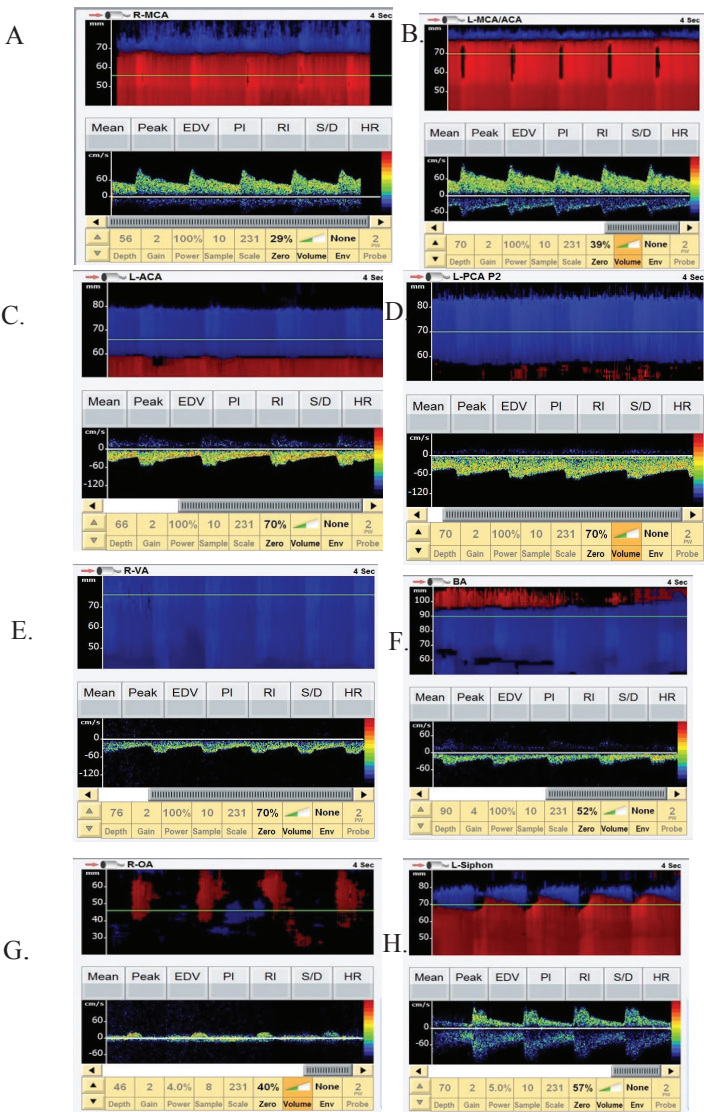 A
R-MCA
4 Sec
mm
70
60
50
Mean Peak EDV PI RI S/D HR
cm/s
60
0
56 2 100% 10 231 29% None 2
PW
Depth Gain Power Sample Scale Zero Volume Env Probe
B.
L-MCA/ACA
4 Sec
mm
70
60
50
Mean Peak EDV PI RI S/D HR
cm/s
60
0
-60
70 2 100% 10 231 39% None 2
PW
Depth Gain Power Sample Scale Zero Volume Env Probe
C.
L-ACA
4 Sec
mm
80
70
60
Mean Peak EDV PI RI S/D HR
cm/s
0
-60
-120
66 2 100% 10 231 70% None 2
PW
Depth Gain Power Sample Scale Zero Volume Env Probe
D.
L-PCA P2
4 Sec
mm
80
70
60
Mean Peak EDV PI RI S/D HR
cm/s
0
-60
-120
70 2 100% 10 231 70% None 2
PW
Depth Gain Power Sample Scale Zero Volume Env Probe
E.
R-VA
4 Sec
mm
70
60
50
Mean Peak EDV PI RI S/D HR
cm/s
0
-60
-120
76 2 100% 10 231 70% None 2
PW
Depth Gain Power Sample Scale Zero Volume Env Probe
F.
BA
4 Sec
mm
100
90
80
70
60
Mean Peak EDV PI RI S/D HR
cm/s
60
0
-60
90 4 100% 10 231 52% None 2
PW
Depth Gain Power Sample Scale Zero Volume Env Probe
G.
R-OA
4 Sec
mm
60
50
40
30
Mean Peak EDV PI RI S/D HR
cm/s
60
0
-60
46 2 4.0% 8 231 40% None 2
PW
Depth Gain Power Sample Scale Zero Volume Env Probe
H.
L-Siphon
4 Sec
mm
80
70
60
50
Mean Peak EDV PI RI S/D HR
cm/s
60
0
-60
70 2 5.0% 10 231 57% None 2
PW
Depth Gain Power Sample Scale Zero Volume Env Probe